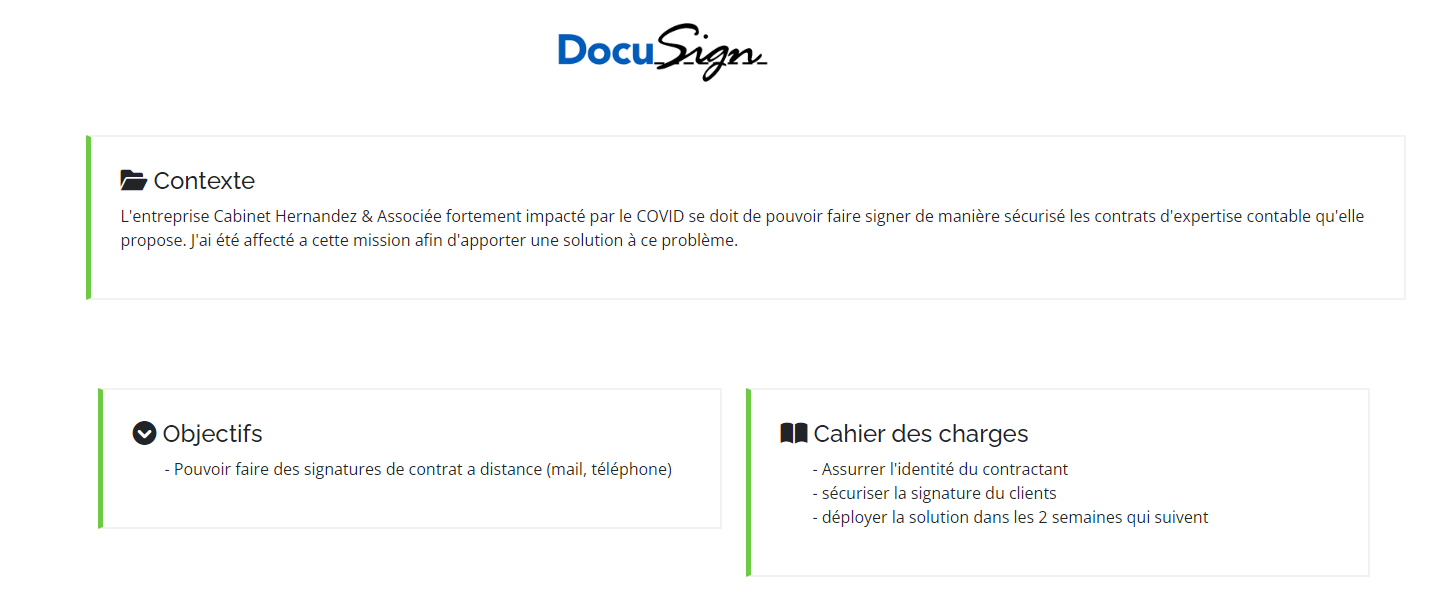 DocuSign
Contexte
L'entreprise Cabinet Hernandez & Associée fortement impacté par le COVID se doit de pouvoir faire signer de manière sécurisé les contrats d'expertise contable qu'elle
propose. J'ai été affecté a cette mission afin d'apporter une solution à ce problème.
Objectifs
- Pouvoir faire des signatures de contrat a distance (mail, téléphone)
Cahier des charges
- Assurrer l'identité du contractant
- sécuriser la signature du clients
- déployer la solution dans les 2 semaines qui suivent